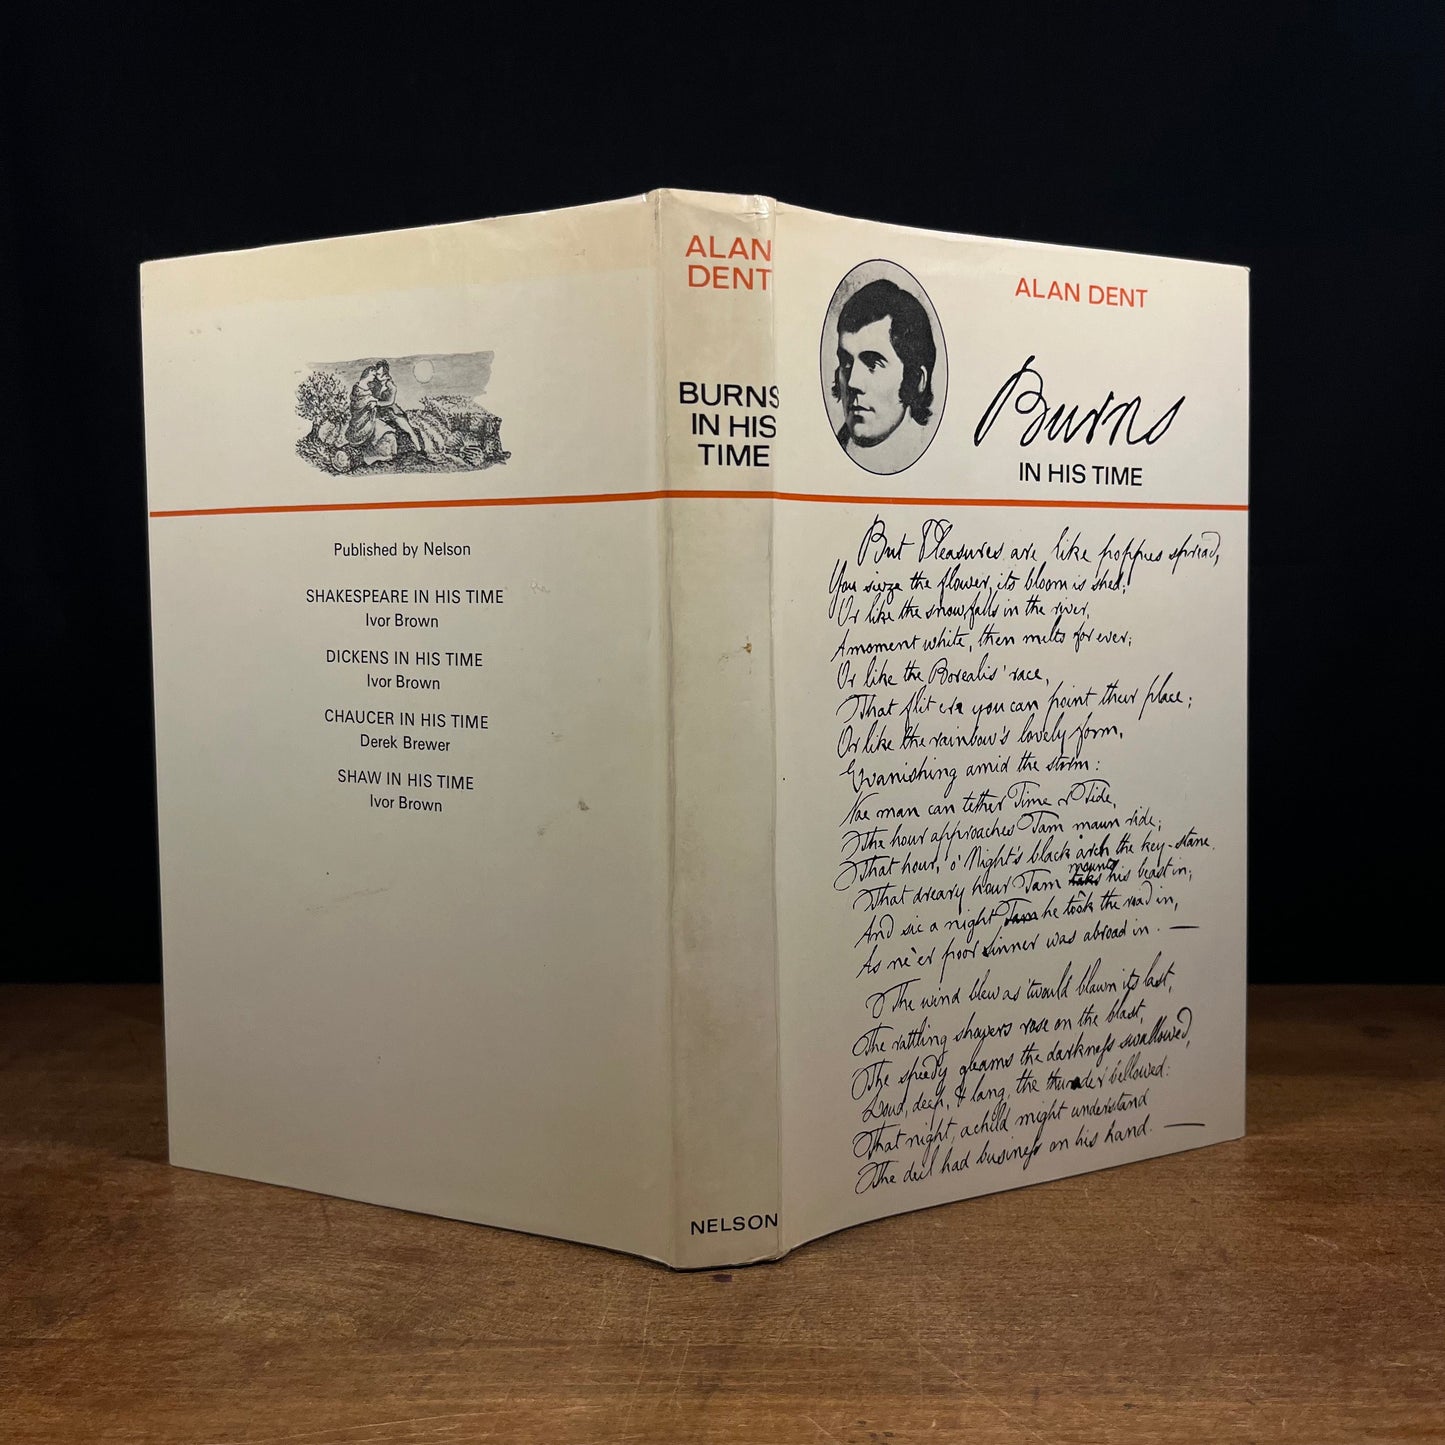 Published by Nelson
SHAKESPEARE IN HIS TIME
Ivor Brown
DICKENS IN HIS TIME
Ivor Brown
CHAUCER IN HIS TIME
Derek Brewer
SHAW IN HIS TIME
Ivor Brown
ALAN
DENT
BURNS
IN HIS
TIME
NELSON
ALAN DENT
Burns
IN HIS TIME
But Pleasures are like poppies spread,
You sieze the flower, its bloom is shed;
Or like the snow, falls in the river,
A moment white, then melts for ever;
Or like the Borealis' race,
That flit ere you can point their place;
Or like the rainbow's lovely form,
Evanishing amid the storm:
Nae man can tether Time or Tide,
The hour approaches Tam maun ride;
That hour, o' Night's black arch the key-stane.
That dreary hour Tam takes mounts his beast in;
And sic a night Tam he took the road in,
As ne'er poor sinner was abroad in. —
The wind blew as 'twould blawn its last,
The rattling showers rose on the blast,
The speedy gleams the darkness swallowed,
Loud, deep, & lang, the thunder bellowed:
That night, a child might understand
The deil had business on his hand. —